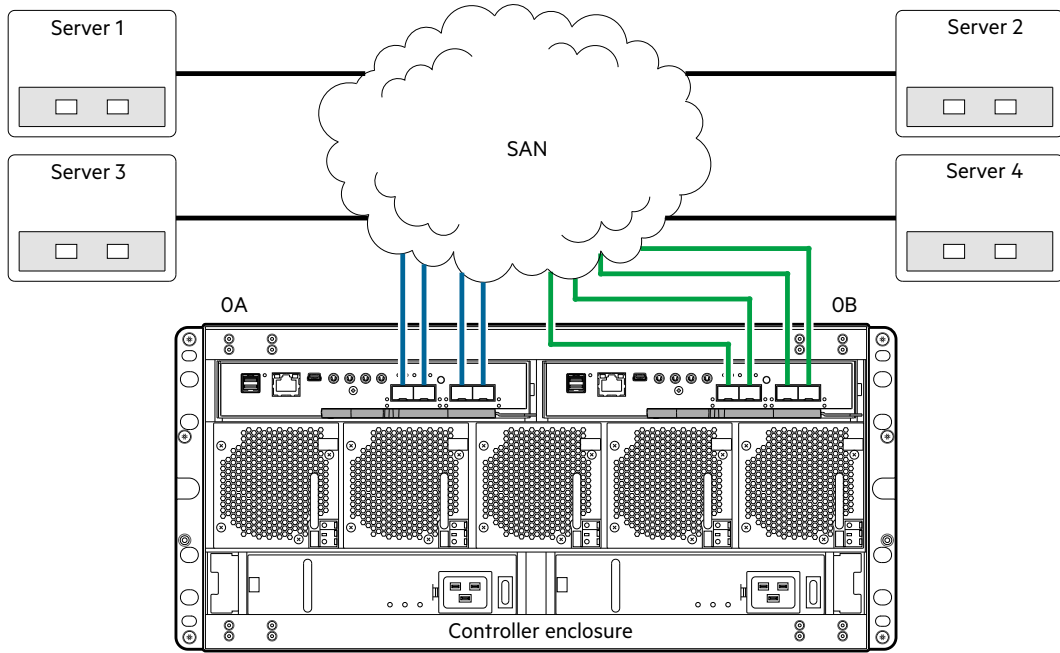 Server 1
Server 2
SAN
Server 3
Server 4
0A
0B
Controller enclosure